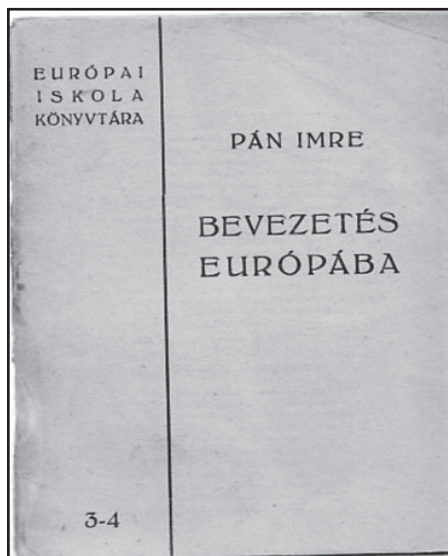 EURÓPAI
ISKOLA
KÖNYVTÁRA
PÁN IMRE
BEVEZETÉS
EURÓPÁBA
3-4